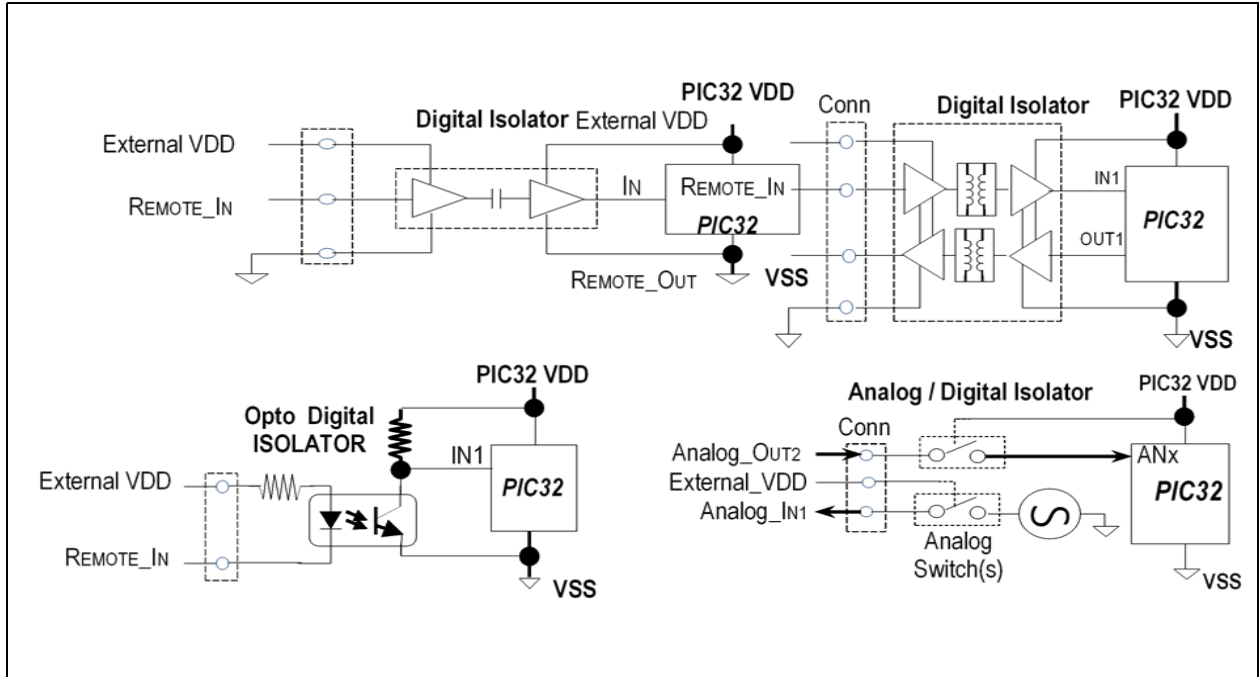 PIC32 VDD
Digital Isolator External VDD
External VDD
REMOTE_IN
IN
REMOTE_IN
PIC32
REMOTE_OUT
VSS
Conn
Digital Isolator
PIC32 VDD
IN1
OUT1
PIC32
VSS
PIC32 VDD
Opto Digital
ISOLATOR
IN1
External VDD
PIC32
REMOTE_IN
VSS
Analog / Digital Isolator
PIC32 VDD
Conn
Analog_OUT2
ANx
External_VDD
PIC32
Analog_IN1
Analog
Switch(s)
VSS